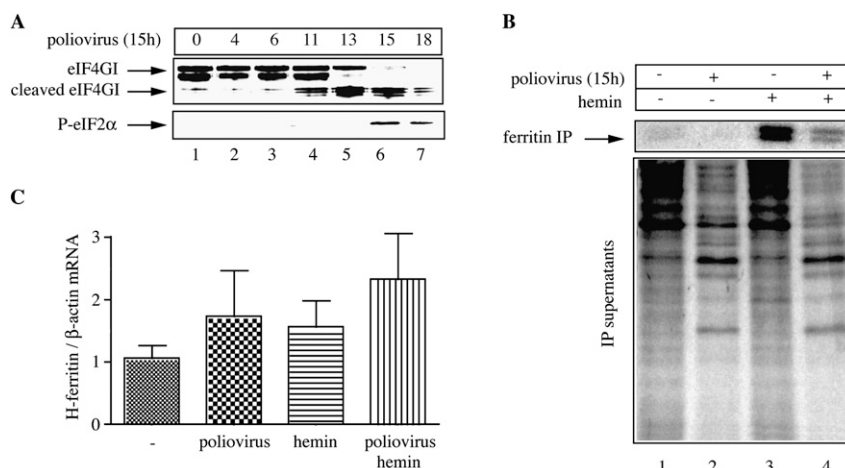 A
poliovirus (15h) 0 4 6 11 13 15 18
eIF4GI
cleaved eIF4GI
P-eIF2α
1 2 3 4 5 6 7
B
poliovirus (15h) - + - +
hemin - - + +
ferritin IP
IP supernatants
1 2 3 4
C
H-ferritin / β-actin mRNA
3
2
1
0
- poliovirus hemin poliovirus
hemin